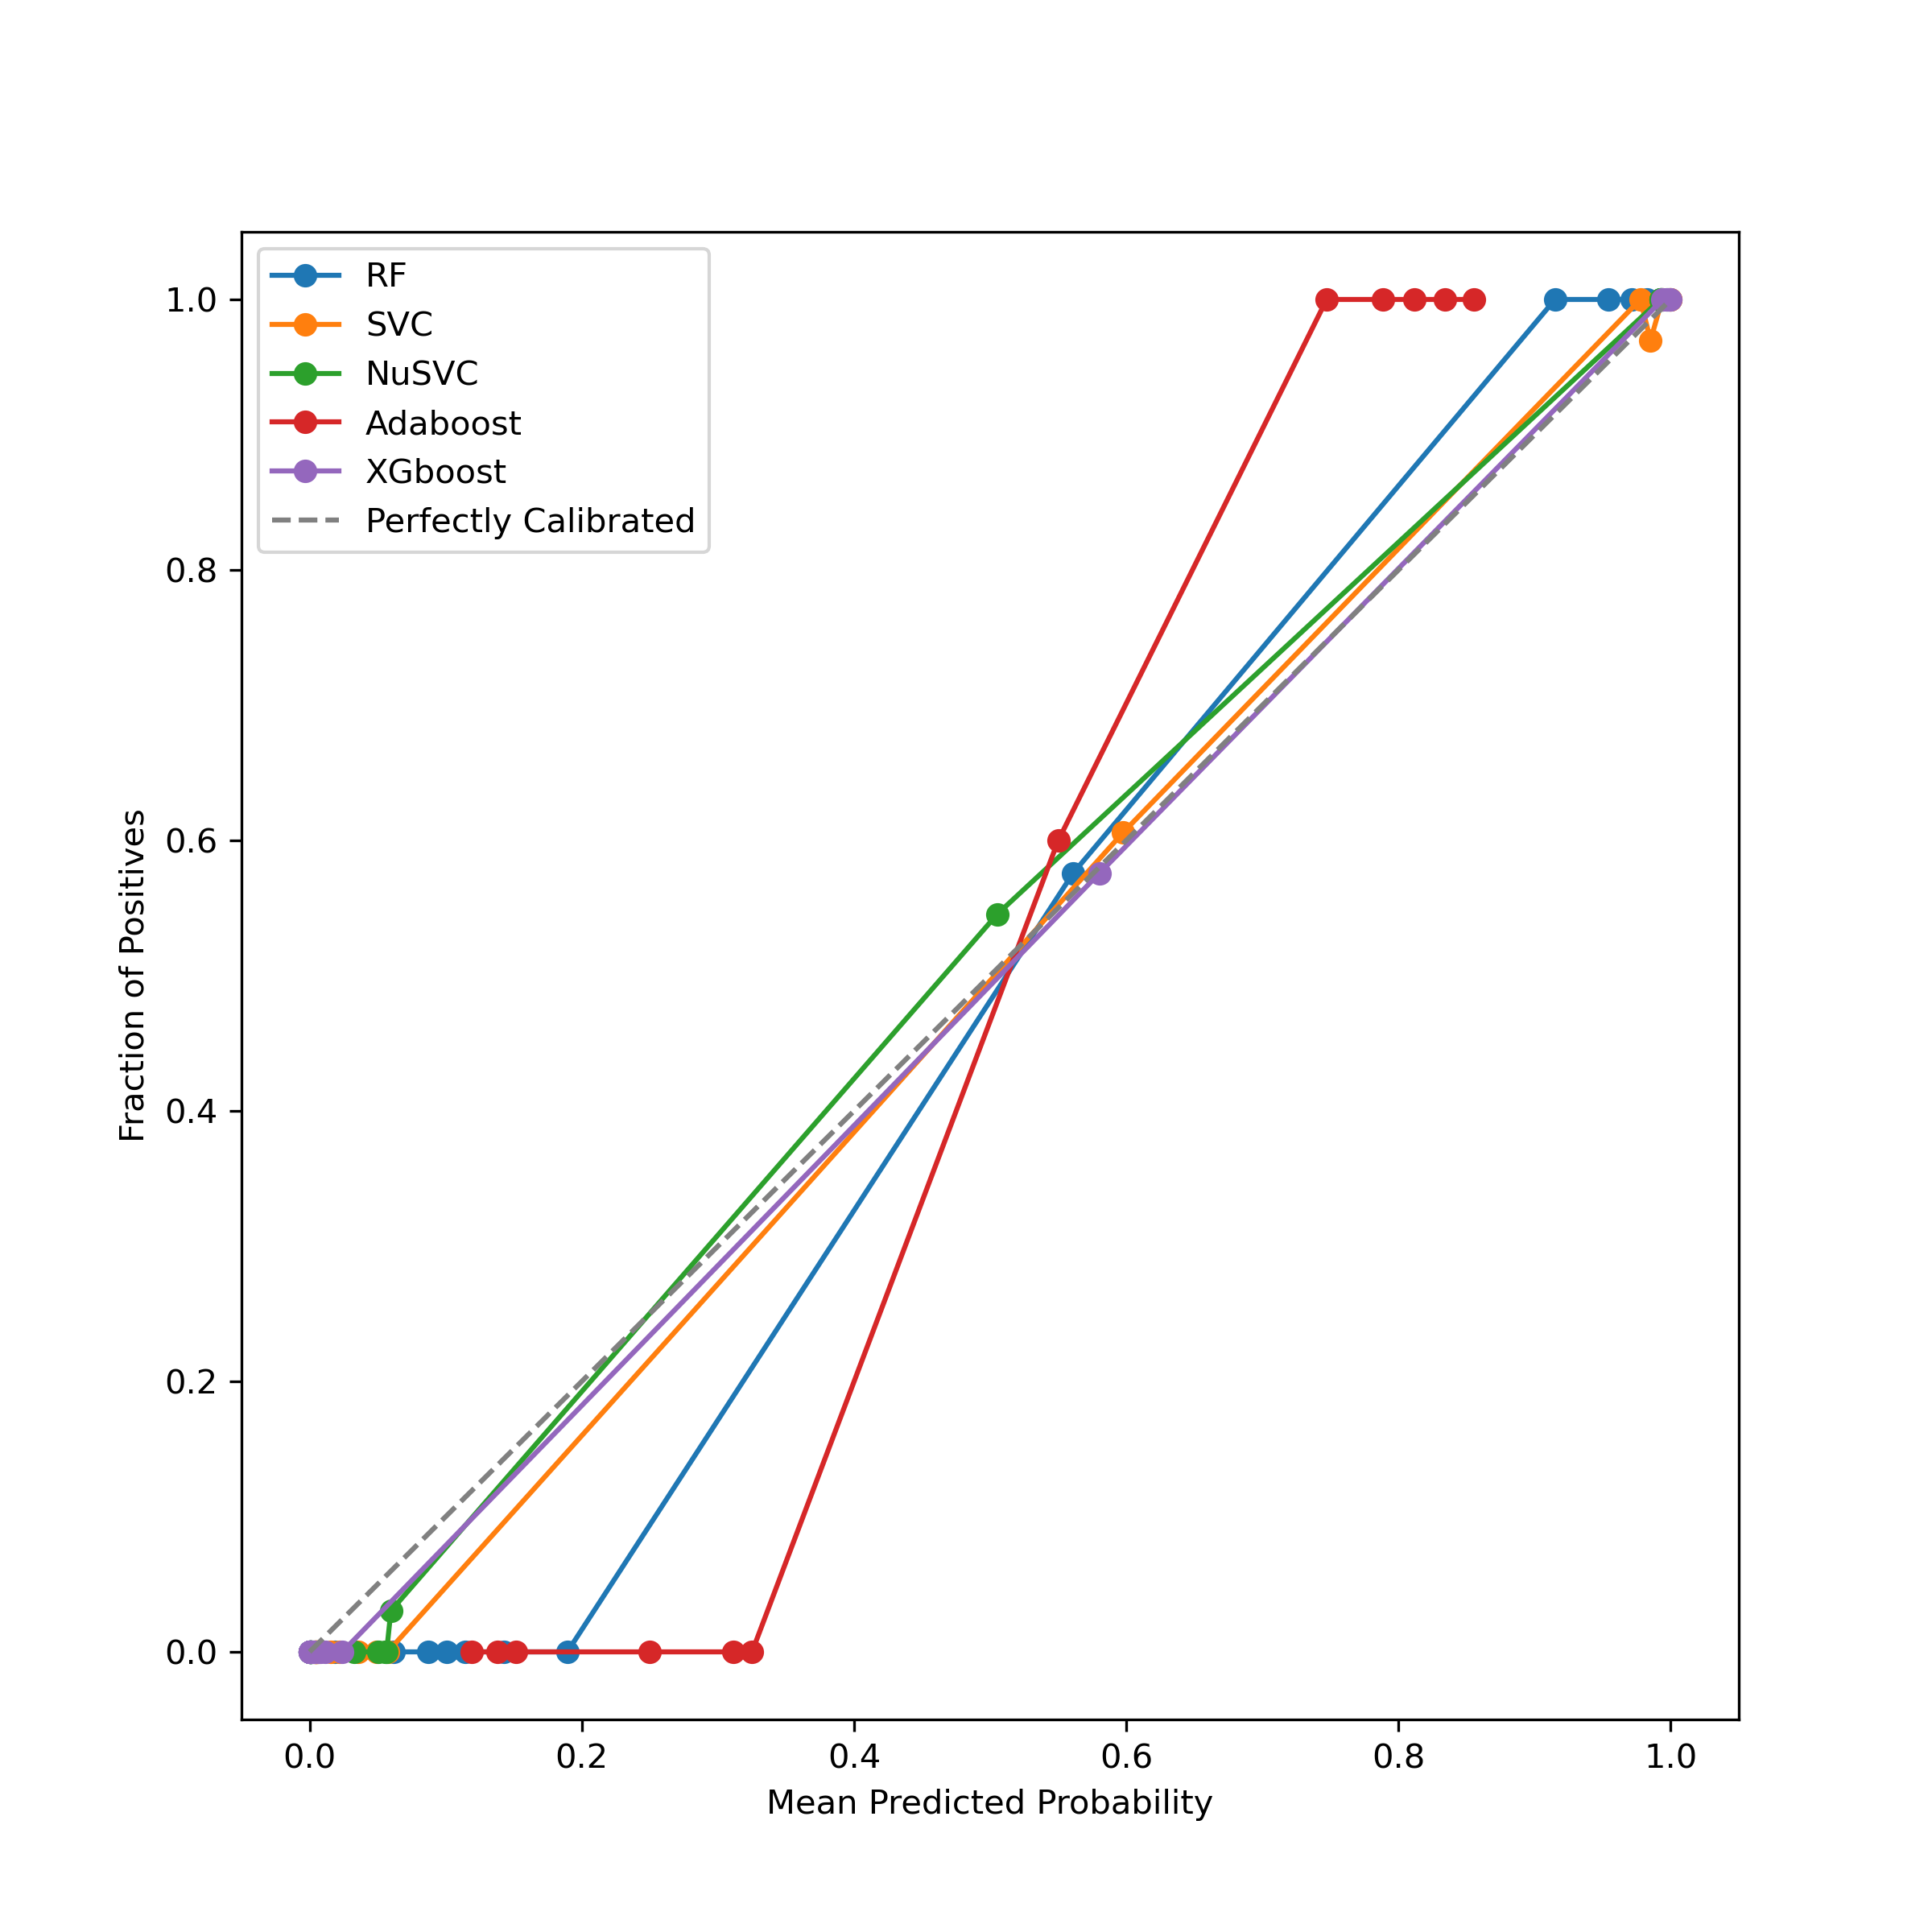 RF
SVC
NuSVC
Adaboost
XGboost
Perfectly Calibrated
1.0
0.8
0.6
0.4
0.2
0.0
Fraction of Positives
0.0 0.2 0.4 0.6 0.8 1.0
Mean Predicted Probability